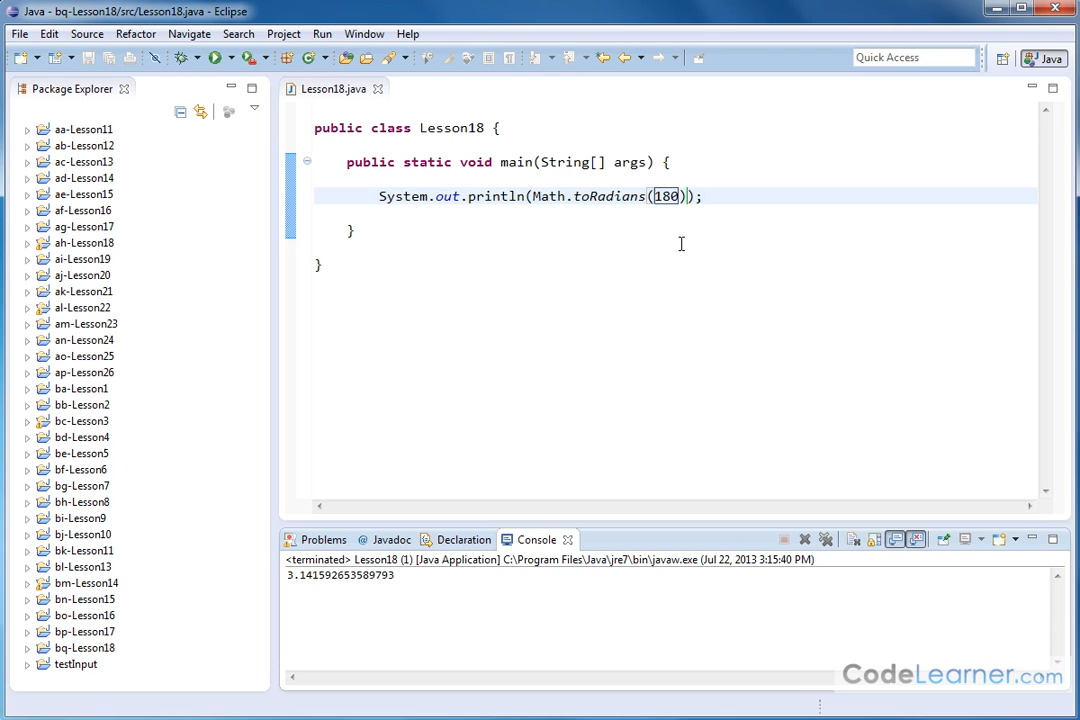 Java - bq-Lesson18/src/Lesson18.java - Eclipse
File Edit Source Refactor Navigate Search Project Run Window Help
Quick Access
Java
Package Explorer
Lesson18.java
aa-Lesson11
ab-Lesson12
ac-Lesson13
ad-Lesson14
ae-Lesson15
af-Lesson16
ag-Lesson17
ah-Lesson18
ai-Lesson19
aj-Lesson20
ak-Lesson21
al-Lesson22
am-Lesson23
an-Lesson24
ao-Lesson25
ap-Lesson26
ba-Lesson1
bb-Lesson2
bc-Lesson3
bd-Lesson4
be-Lesson5
bf-Lesson6
bg-Lesson7
bh-Lesson8
bi-Lesson9
bj-Lesson10
bk-Lesson11
bl-Lesson13
bm-Lesson14
bn-Lesson15
bo-Lesson16
bp-Lesson17
bq-Lesson18
testInput
public class Lesson18 {
public static void main(String[] args) {
System.out.println(Math.toRadians(180));
}
}
Problems @ Javadoc Declaration Console
<terminated> Lesson18 (1) [Java Application] C:\Program Files\Java\jre7\bin\javaw.exe (Jul 22, 2013 3:15:40 PM)
3.141592653589793
CodeLearner.com